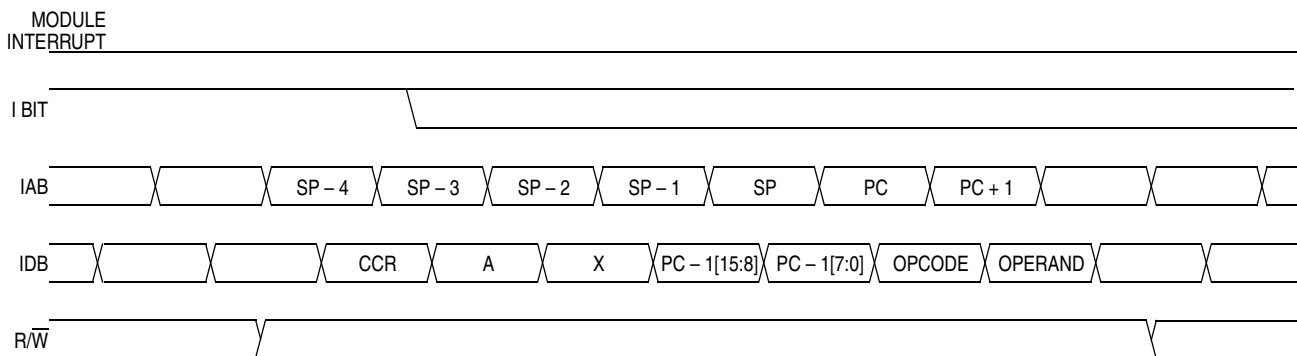 MODULE
INTERRUPT
I BIT
IAB SP – 4 SP – 3 SP – 2 SP – 1 SP PC PC + 1
IDB CCR A X PC – 1[15:8] PC – 1[7:0] OPCODE OPERAND
R/W̅